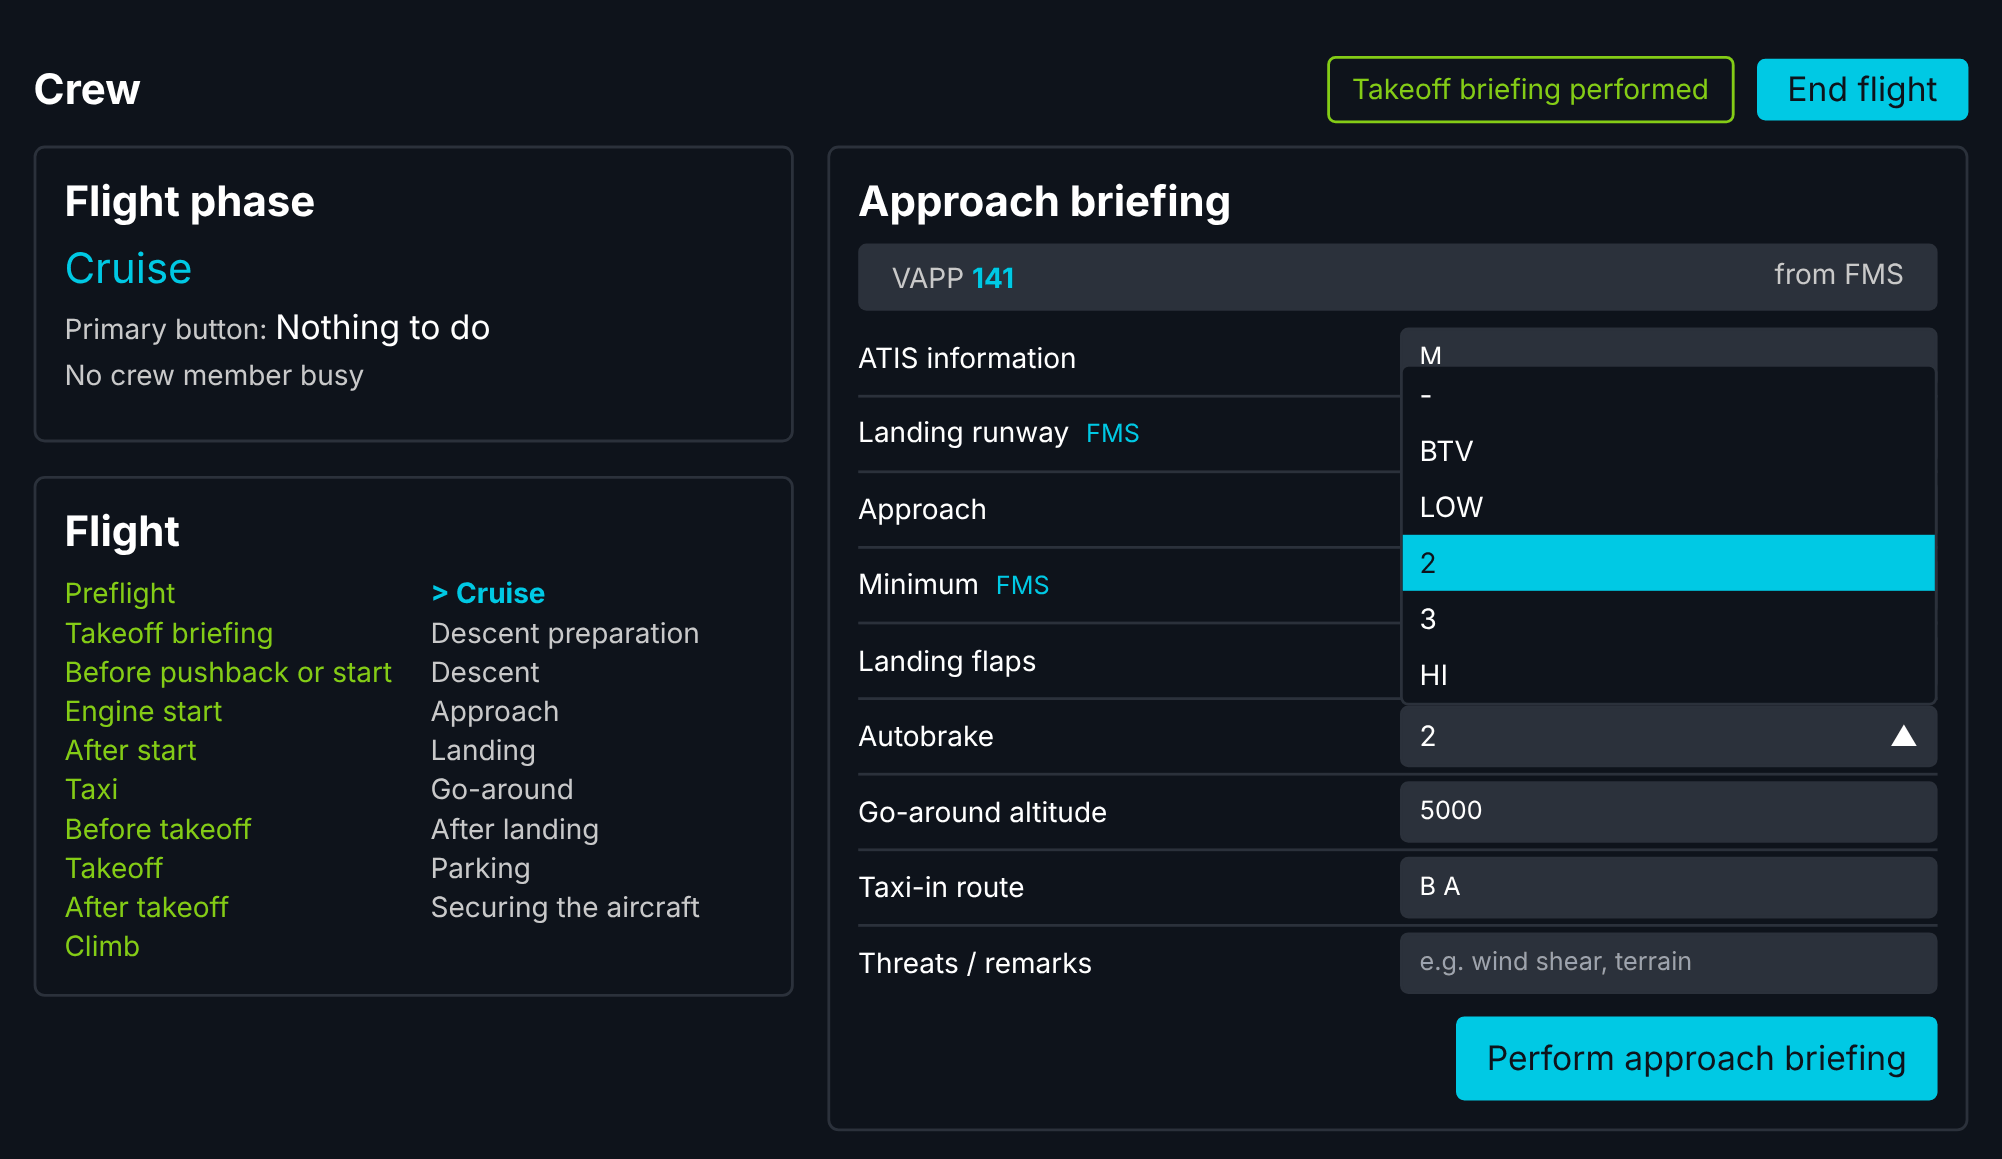 Crew
Takeoff briefing performed
End flight
Flight phase
Cruise
Primary button: Nothing to do
No crew member busy
Flight
Preflight
Takeoff briefing
Before pushback or start
Engine start
After start
Taxi
Before takeoff
Takeoff
After takeoff
Climb
> Cruise
Descent preparation
Descent
Approach
Landing
Go-around
After landing
Parking
Securing the aircraft
Approach briefing
VAPP 141 from FMS
ATIS information M
Landing runway FMS
Approach
Minimum FMS
Landing flaps
-
BTV
LOW
2
3
HI
Autobrake 2
Go-around altitude 5000
Taxi-in route B A
Threats / remarks e.g. wind shear, terrain
Perform approach briefing